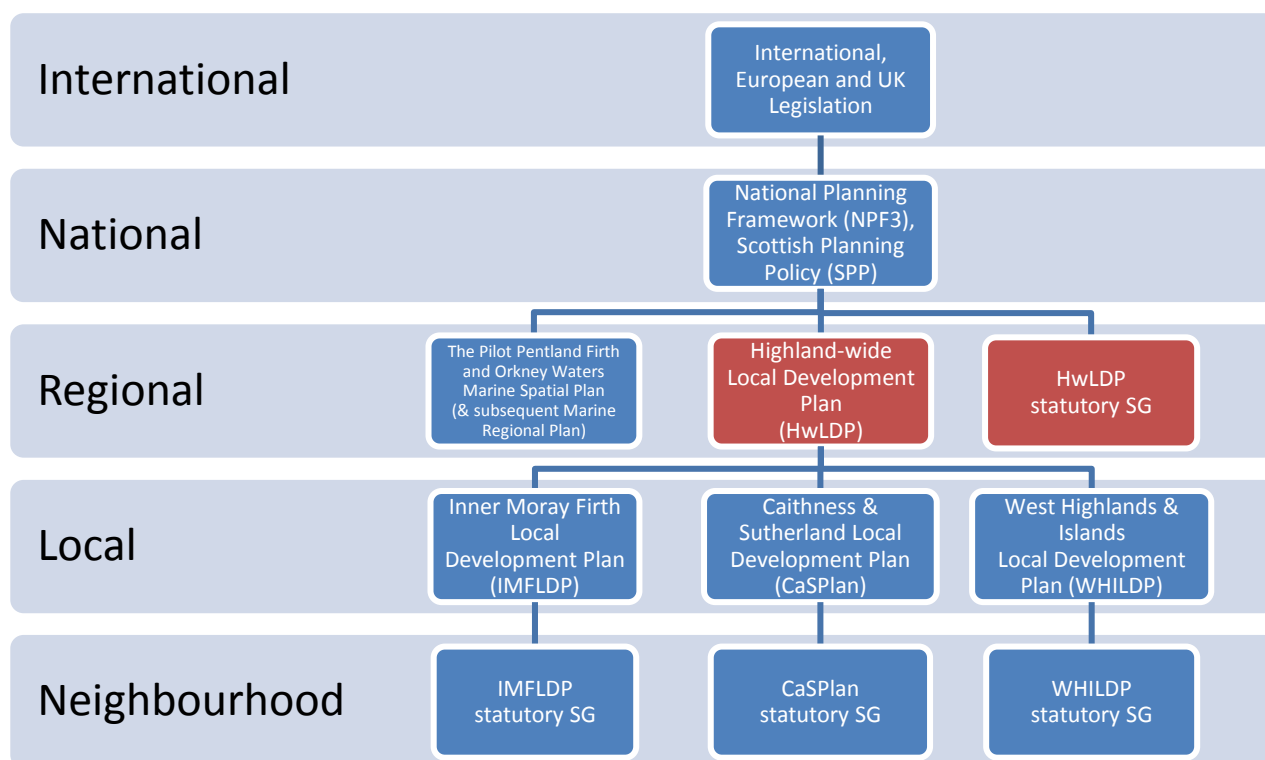 International
International,
European and UK
Legislation
National
National Planning
Framework (NPF3),
Scottish Planning
Policy (SPP)
Regional
The Pilot Pentland Firth
and Orkney Waters
Marine Spatial Plan
(& subsequent Marine
Regional Plan)
Highland-wide
Local Development
Plan
(HwLDP)
HwLDP
statutory SG
Local
Inner Moray Firth
Local
Development Plan
(IMFLDP)
Caithness &
Sutherland Local
Development Plan
(CaSPlan)
West Highlands &
Islands
Local Development
Plan (WHILDP)
Neighbourhood
IMFLDP
statutory SG
CaSPlan
statutory SG
WHILDP
statutory SG